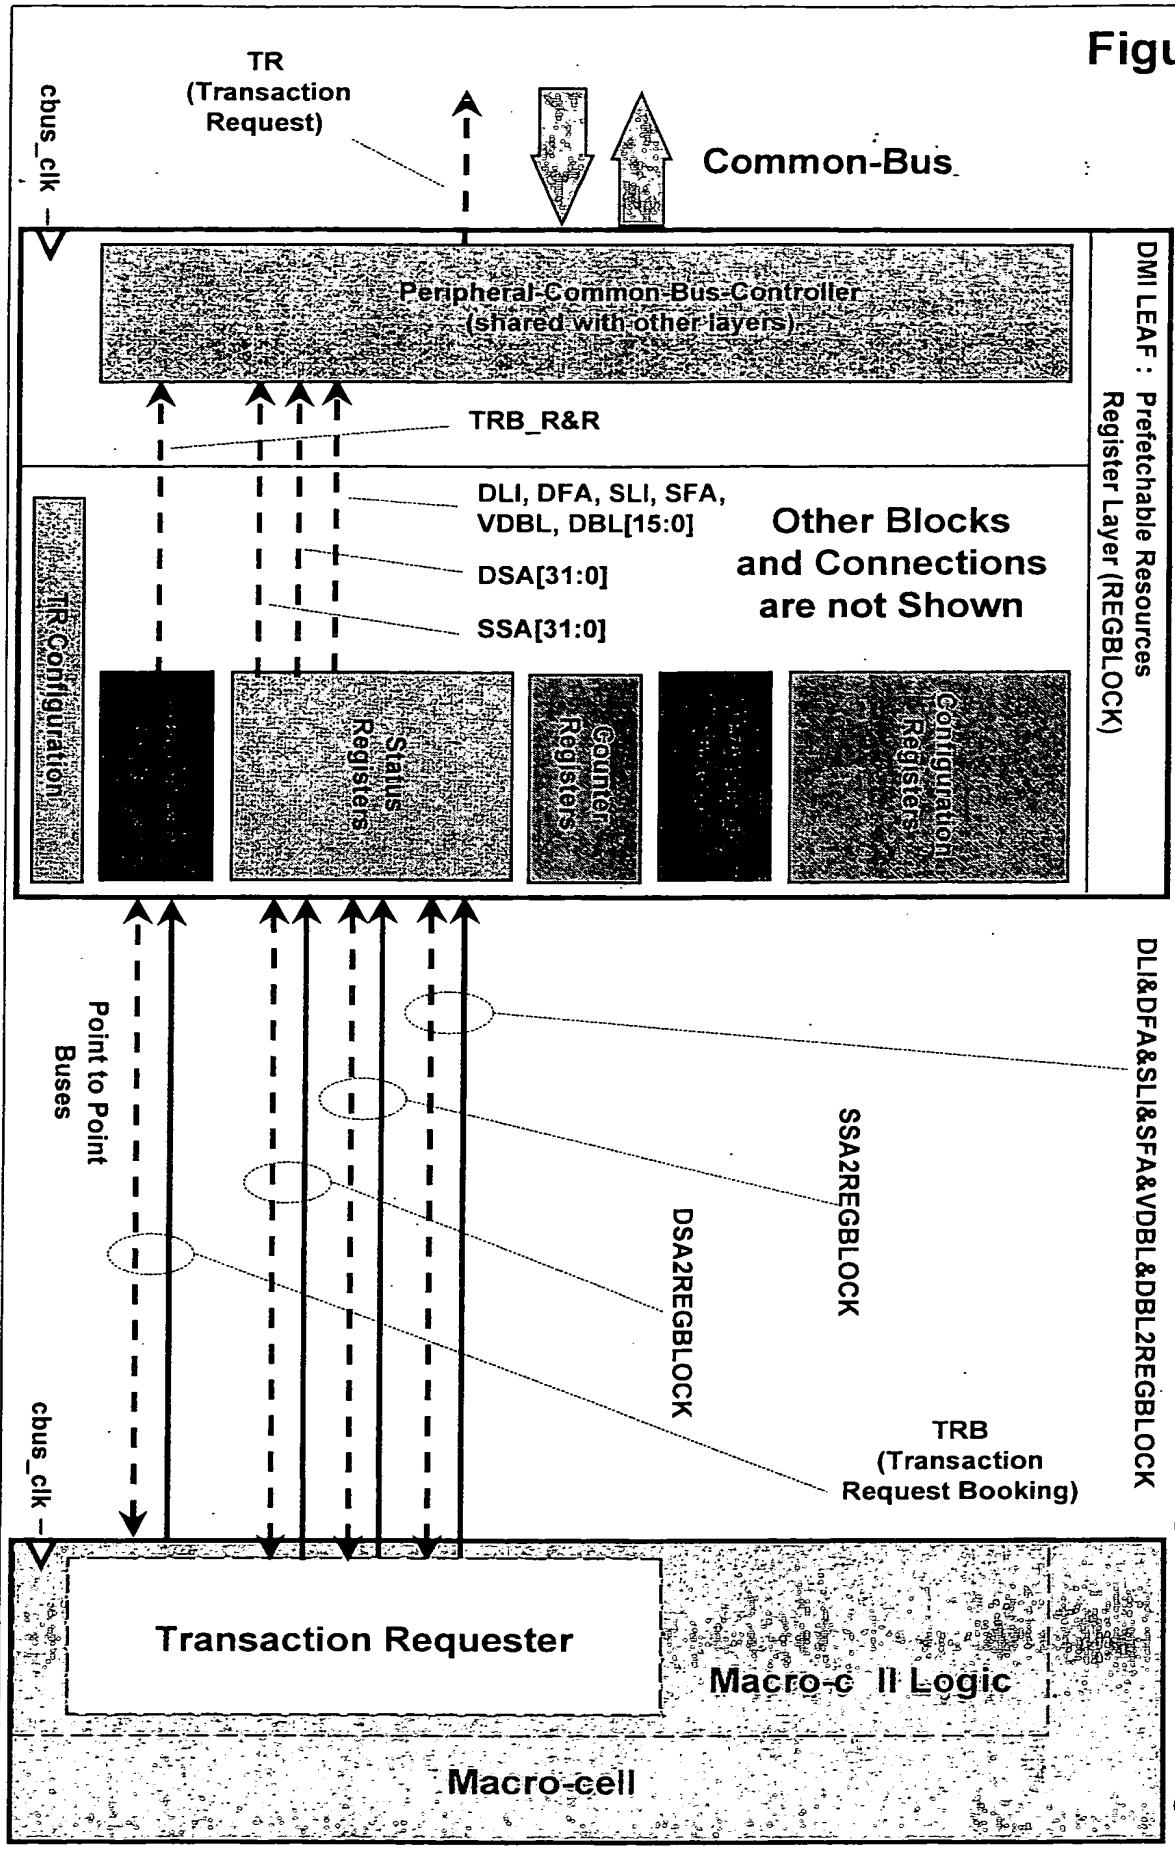 Figu
TR
(Transaction
Request)
cbus_clk
Common-Bus
DMI LEAF : Prefetchable Resources
Register Layer (REGBLOCK)
Peripheral-Common-Bus-Controller
(shared with other layers)
TRB_R&R
DLI, DFA, SLI, SFA,
VDBL, DBL[15:0]
DSA[31:0]
SSA[31:0]
Other Blocks
and Connections
are not Shown
TR Configuration
Status
Registers
Counter
Registers
Configuration
Registers
Point to Point
Buses
DLI&DFA&SLI&SFA&VDBL&DBL2REGBLOCK
SSA2REGBLOCK
DSA2REGBLOCK
TRB
(Transaction
Request Booking)
cbus_clk
Transaction Requester
Macro-c ll Logic
Macro-cell